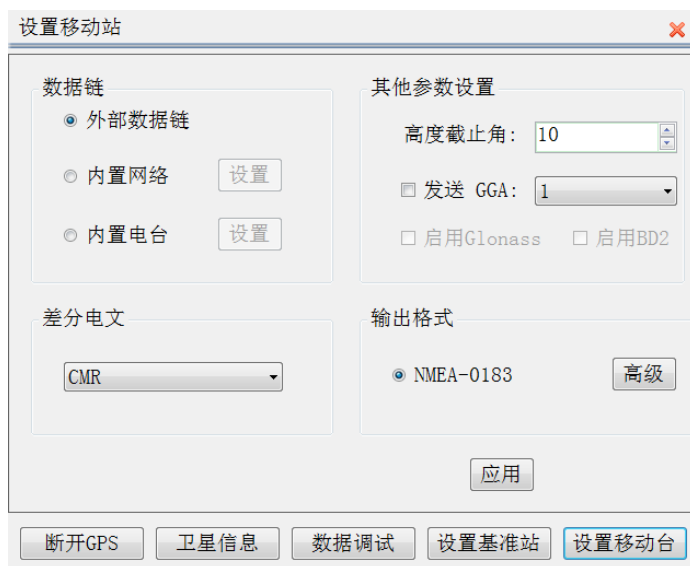 设置移动站
数据链
外部数据链
内置网络 设置
内置电台 设置
其他参数设置
高度截止角: 10
发送 GGA: 1
启用Glonass 启用BD2
差分电文
CMR
输出格式
NMEA-0183 高级
应用
断开GPS 卫星信息 数据调试 设置基准站 设置移动台